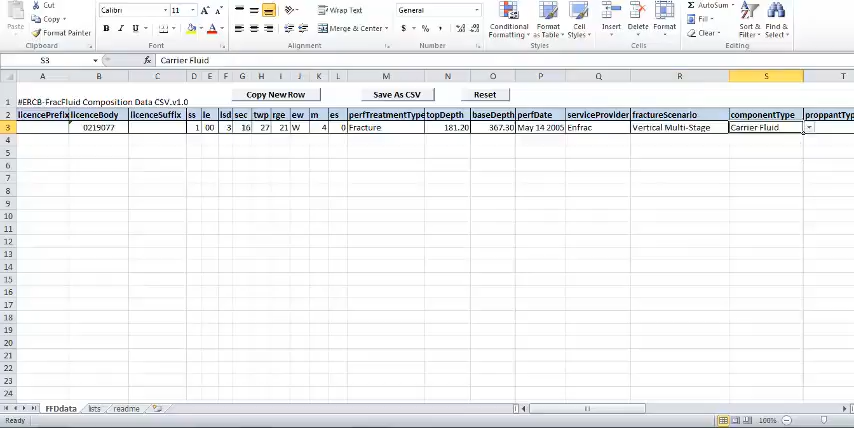 Cut
Copy
Paste
Format Painter
Clipboard
Calibri 11
B I U
Font
Wrap Text
Merge & Center
Alignment
General
$ % ,
Number
Conditional Formatting
Format as Table
Cell Styles
Styles
Insert Delete Format
Cells
Σ AutoSum
Fill
Clear
Sort & Filter
Find & Select
Editing
S3 fx Carrier Fluid
A B C D E F G H I J K L M N O P Q R S T
Copy New Row Save As CSV Reset
1 #ERCB-FracFluid Composition Data CSV.v1.0
2 licencePrefix licenceBody licenceSuffix ss le lsd sec twp rge ew m es perfTreatmentType topDepth baseDepth perfDate serviceProvider fractureScenario componentType proppantTy
3 0219077 1 00 3 16 27 21 W 4 0 Fracture 181.20 367.30 May 14 2005 Enfrac Vertical Multi-Stage Carrier Fluid
4
5
6
7
8
9
10
11
12
13
14
15
16
17
18
19
20
21
22
23
24
FFDdata lists readme
Ready 100%